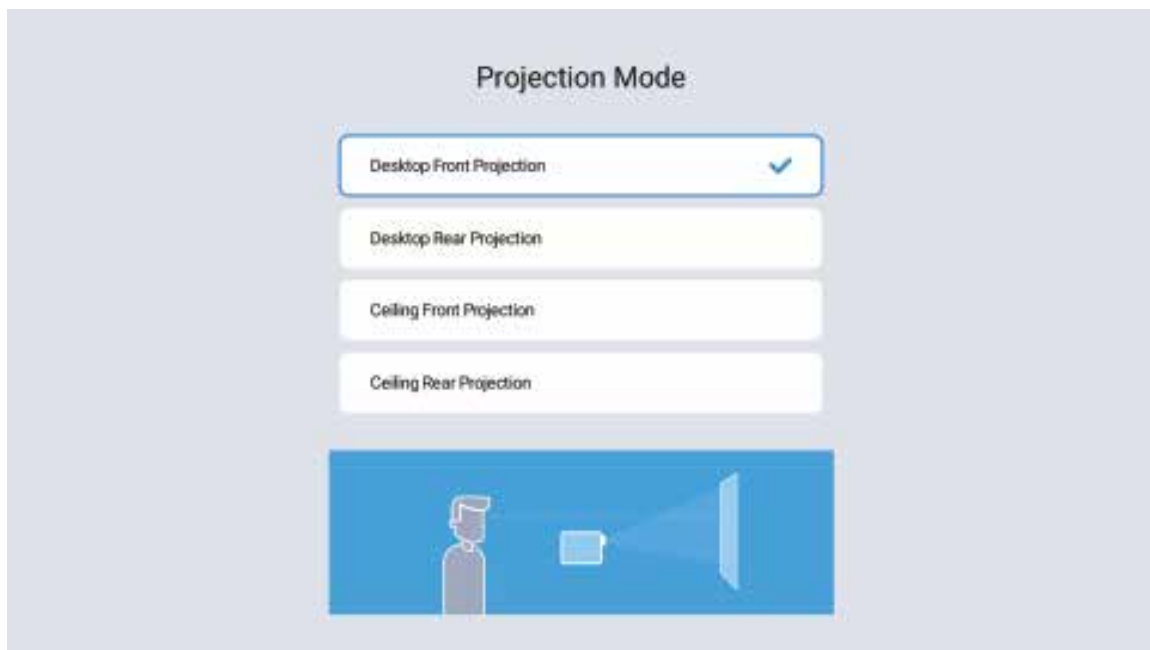 Projection Mode
Desktop Front Projection
Desktop Rear Projection
Ceiling Front Projection
Ceiling Rear Projection